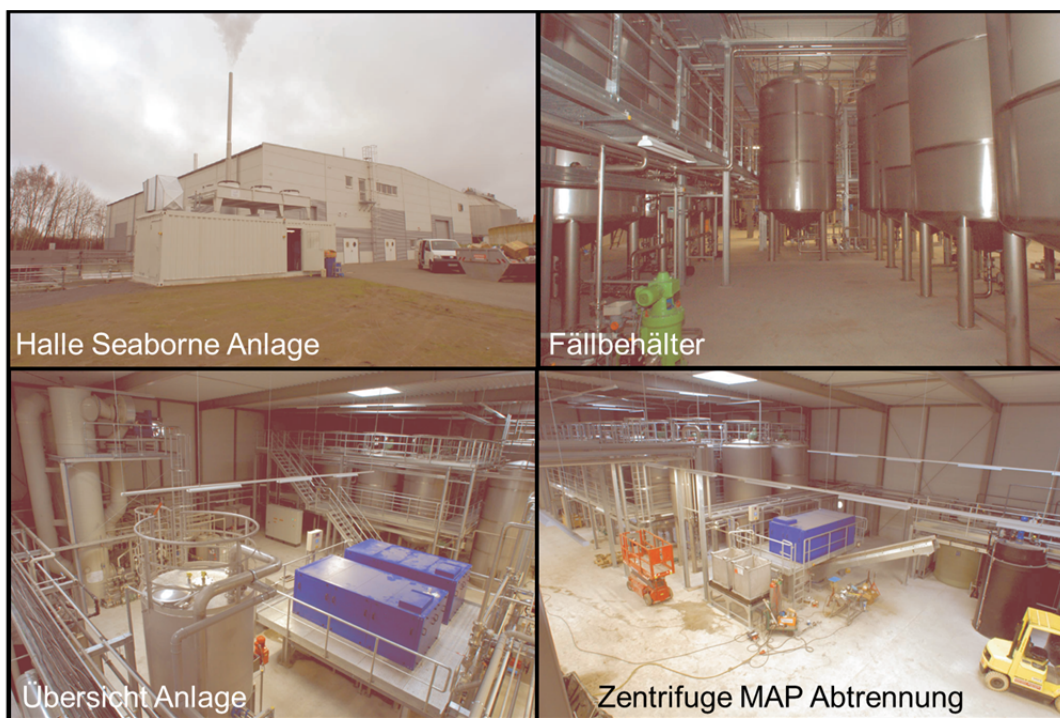 Halle Seaborne Anlage
Fällbehälter
Übersicht Anlage
Zentrifuge MAP Abtrennung